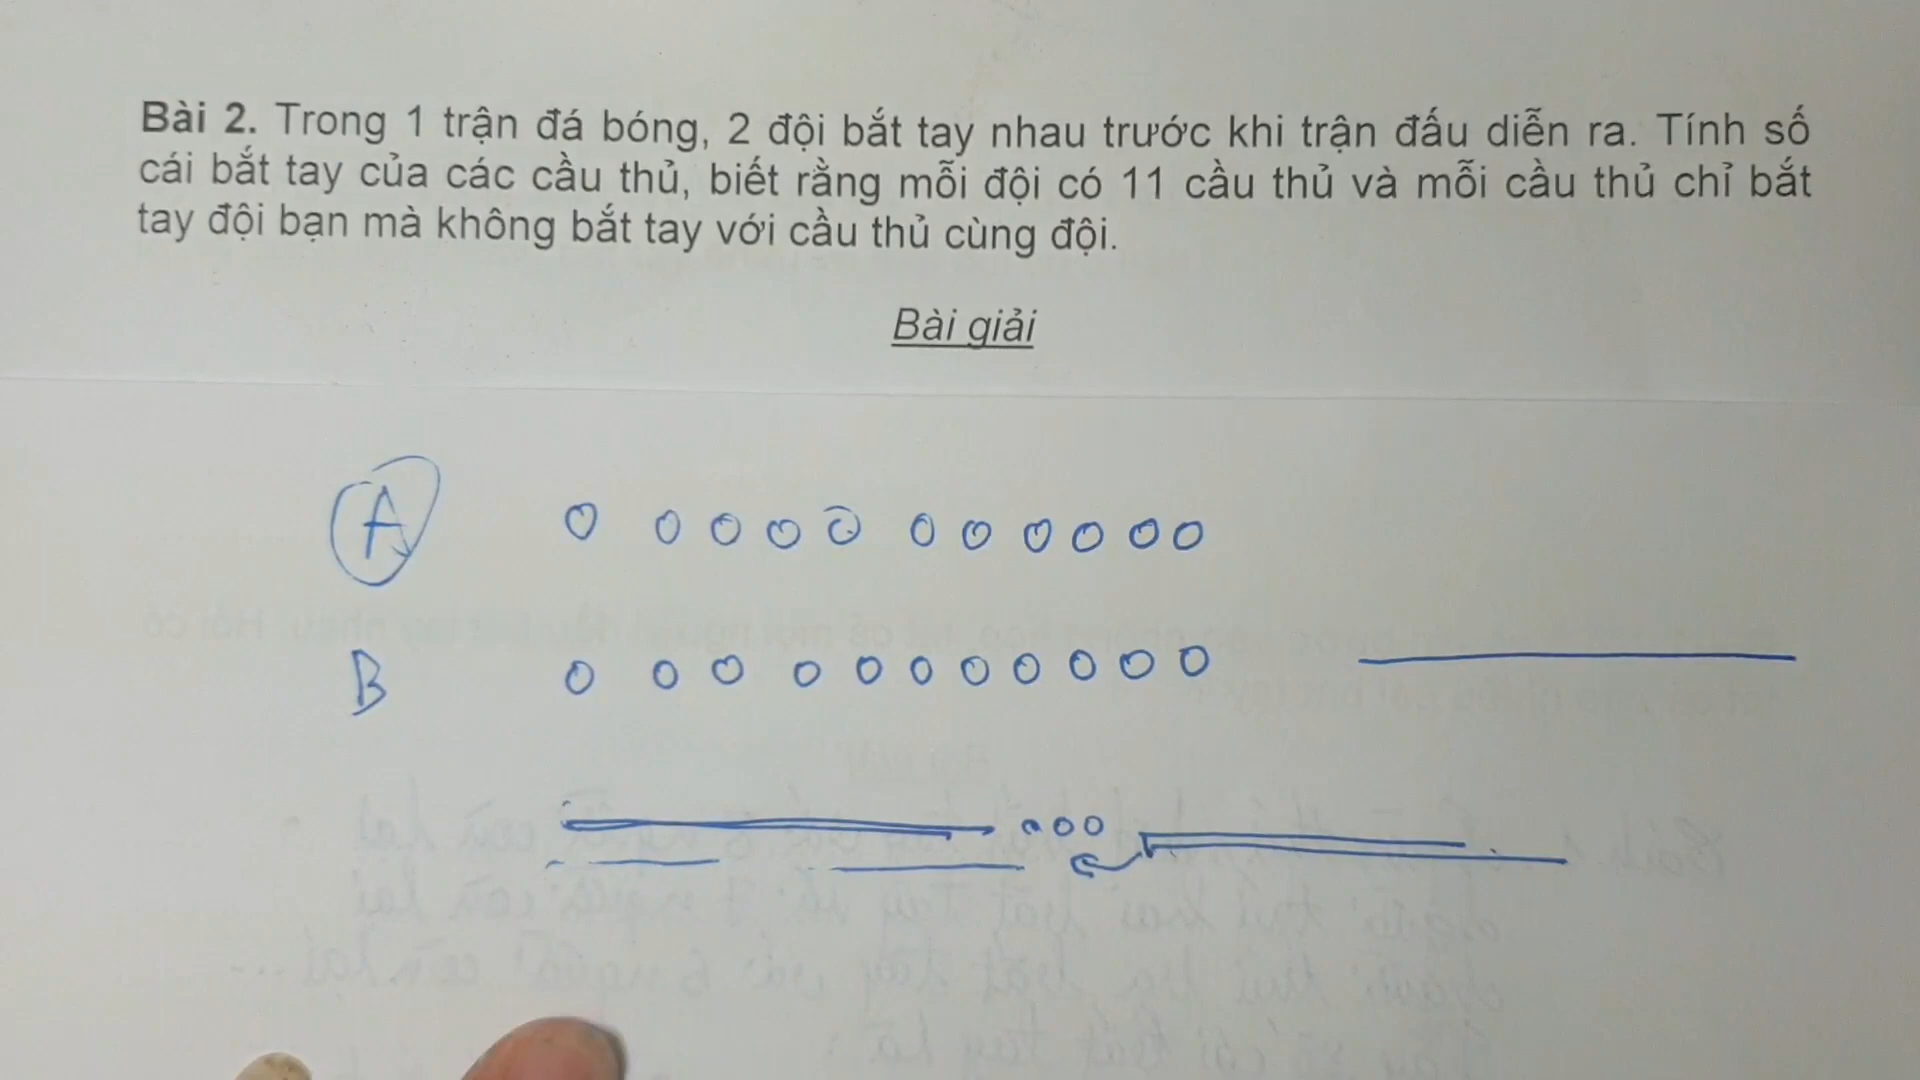 Bài 2. Trong 1 trận đá bóng, 2 đội bắt tay nhau trước khi trận đấu diễn ra. Tính số
cái bắt tay của các cầu thủ, biết rằng mỗi đội có 11 cầu thủ và mỗi cầu thủ chỉ bắt
tay đội bạn mà không bắt tay với cầu thủ cùng đội.
Bài giải
A
B